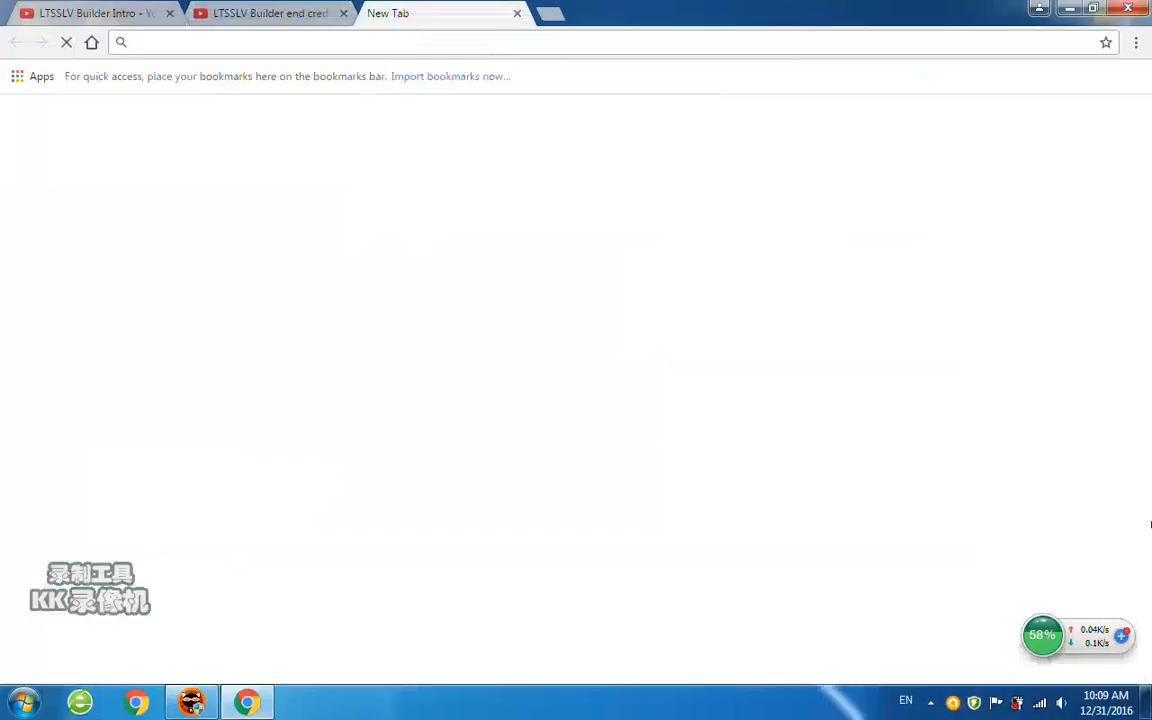 LTSSLV Builder Intro - Yo
LTSSLV Builder end cred
New Tab
Apps
For quick access, place your bookmarks here on the bookmarks bar. Import bookmarks now...
录制工具
KK录像机
58%
0.04K/s
0.1K/s
EN
10:09 AM
12/31/2016